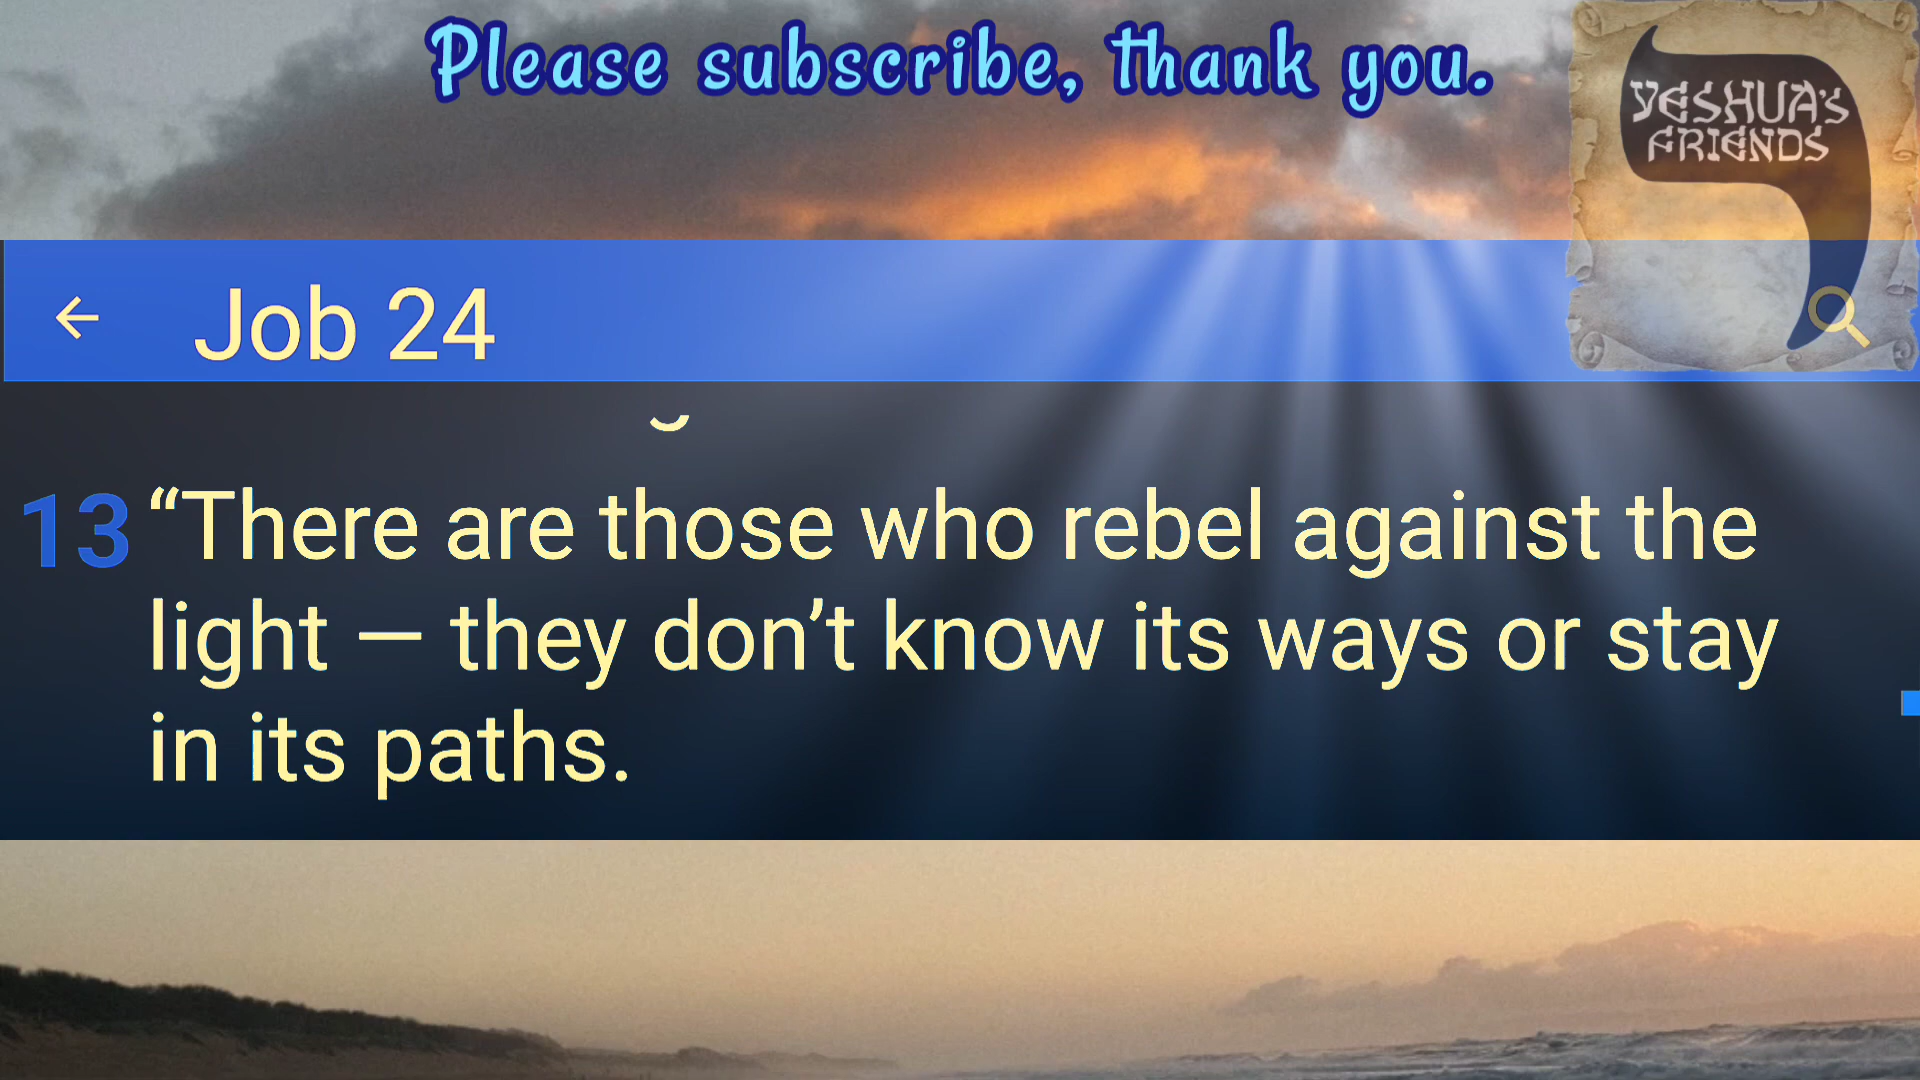 Please subscribe, thank you.
YESHUA'S
FRIENDS
Job 24
13 “There are those who rebel against the
light — they don’t know its ways or stay
in its paths.